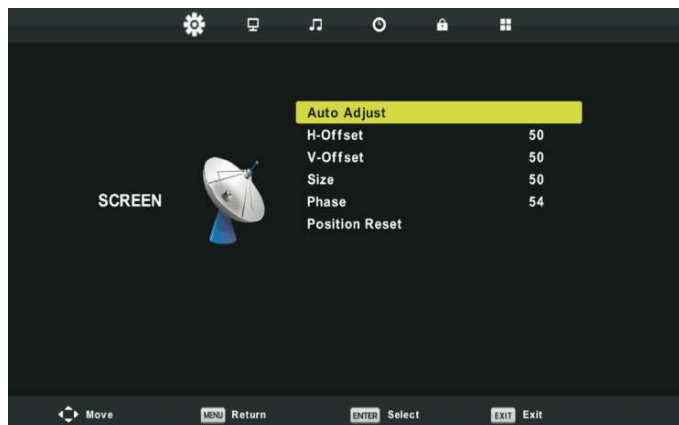 Auto Adjust
H-Offset 50
V-Offset 50
Size 50
SCREEN
Phase 54
Position Reset
Move MENU Return ENTER Select EXIT Exit